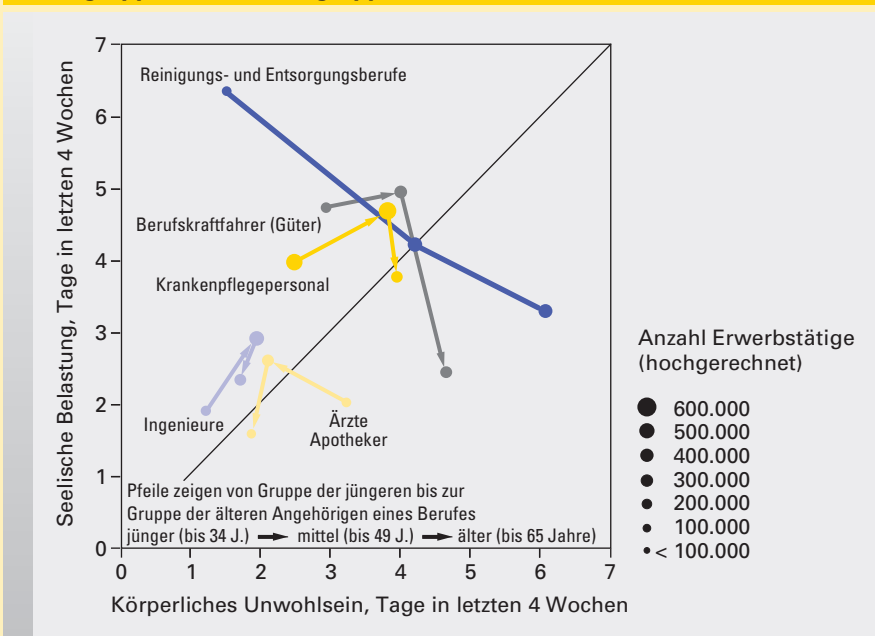 7
6
5
4
3
2
1
0
Seelische Belastung, Tage in letzten 4 Wochen
Reinigungs- und Entsorgungsberufe
Berufskraftfahrer (Güter)
Krankenpflegepersonal
Ingenieure
Ärzte
Apotheker
Pfeile zeigen von Gruppe der jüngeren bis zur
Gruppe der älteren Angehörigen eines Berufes
jünger (bis 34 J.) mittel (bis 49 J.) älter (bis 65 Jahre)
0 1 2 3 4 5 6 7
Körperliches Unwohlsein, Tage in letzten 4 Wochen
Anzahl Erwerbstätige
(hochgerechnet)
600.000
500.000
400.000
300.000
200.000
100.000
< 100.000